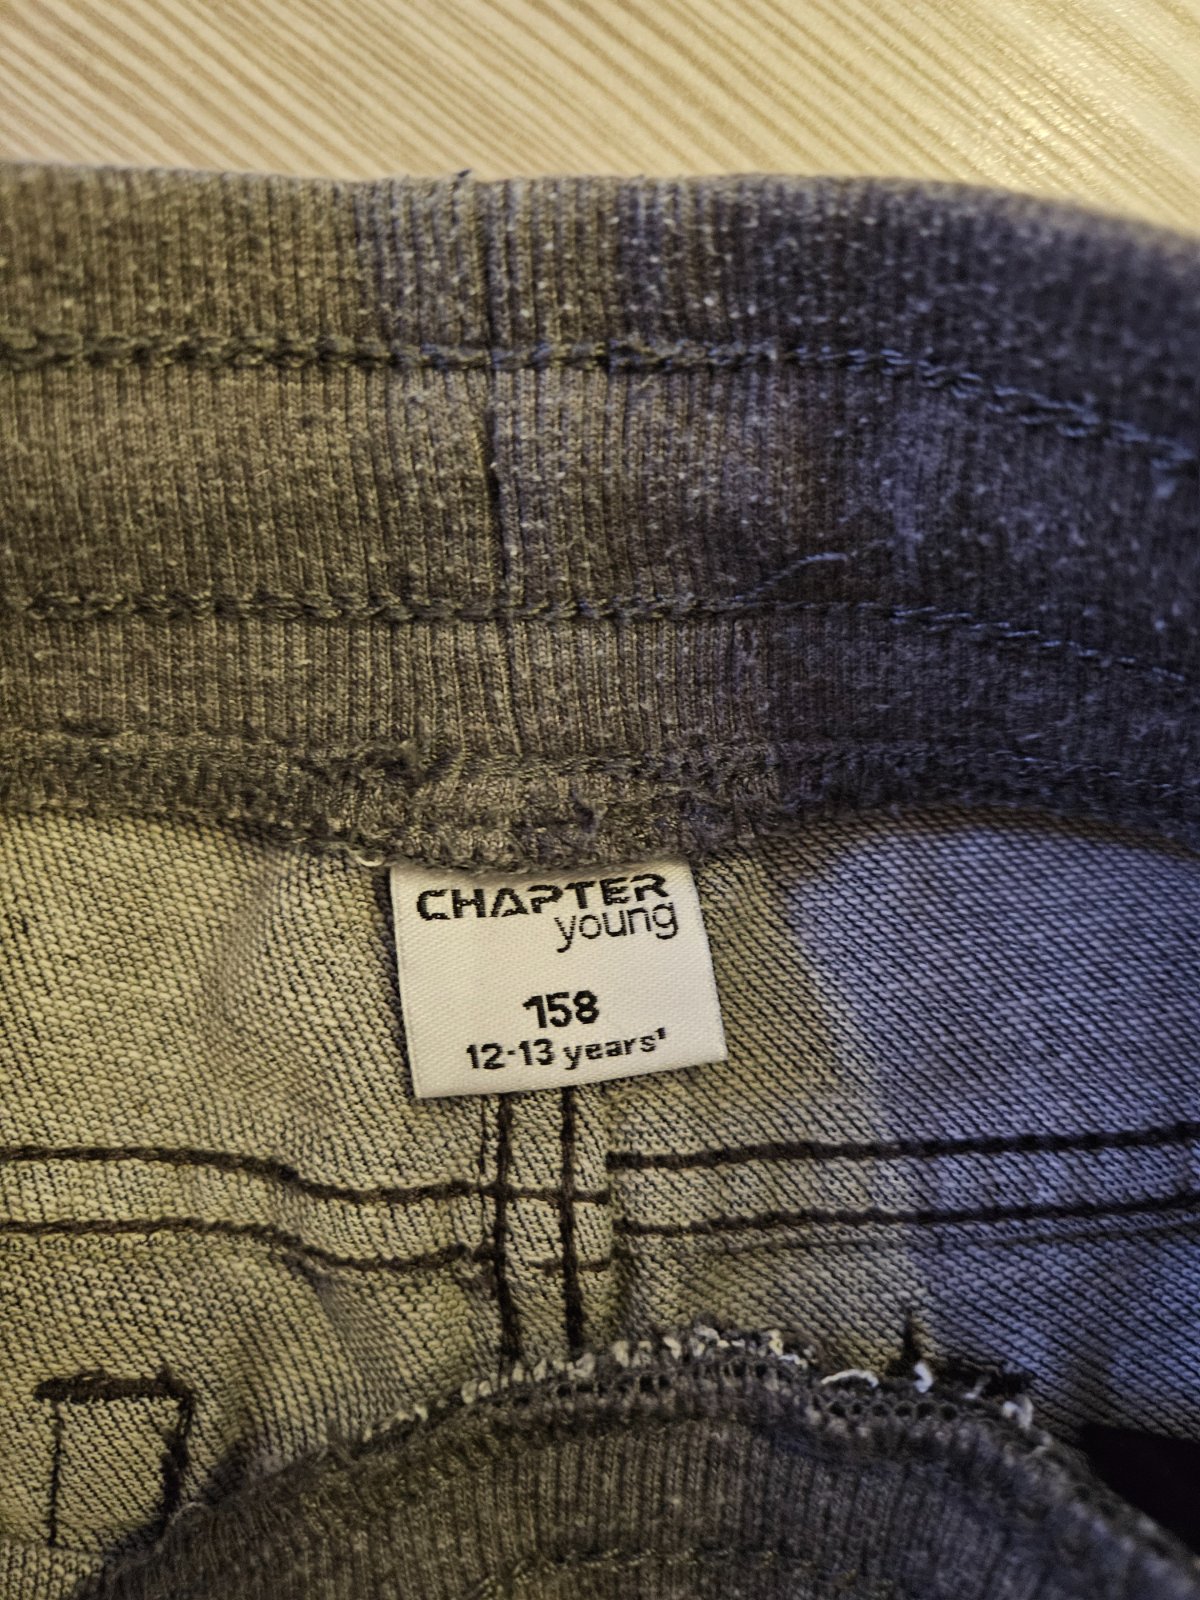 CHAPTER
young
158
12-13 years¹